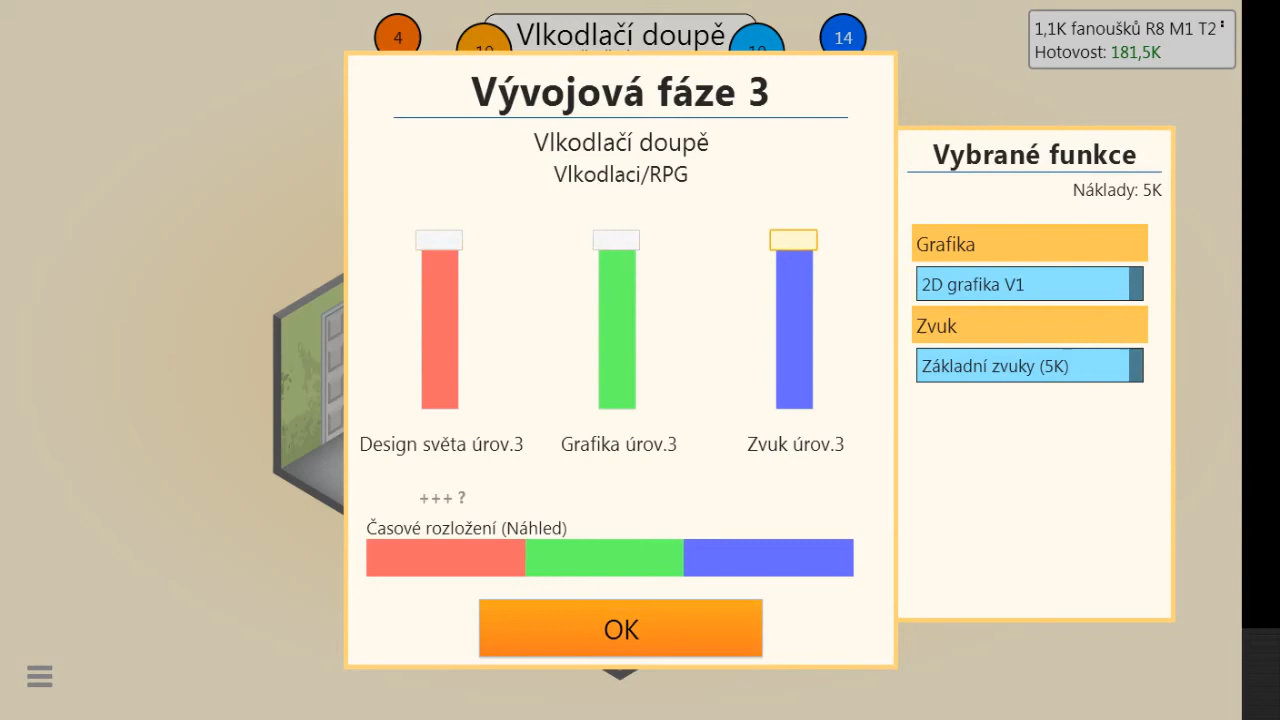 4
Vlkodlačí doupě
14
1,1K fanoušků R8 M1 T2
Hotovost: 181,5K
Vývojová fáze 3
Vlkodlačí doupě
Vlkodlaci/RPG
Design světa úrov.3
Grafika úrov.3
Zvuk úrov.3
+++ ?
Časové rozložení (Náhled)
OK
Vybrané funkce
Náklady: 5K
Grafika
2D grafika V1
Zvuk
Základní zvuky (5K)